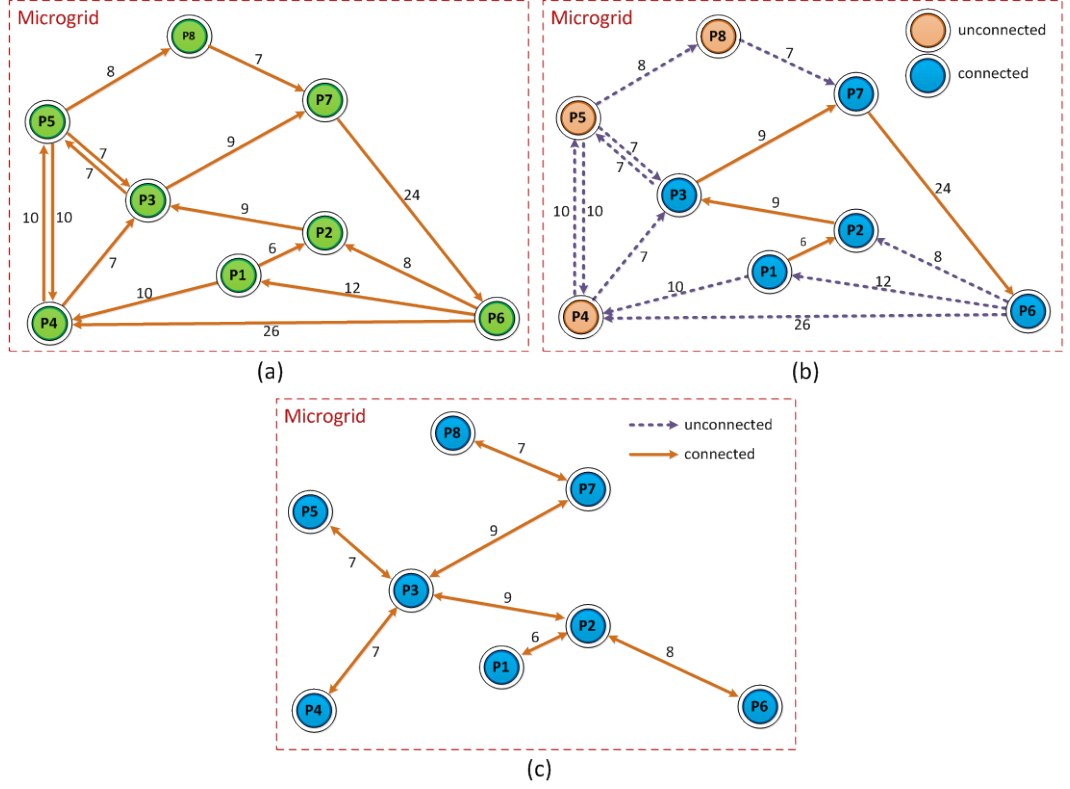 Microgrid
P8
8
7
P7
P5
7
7
9
P3
24
10
10
9
P2
6
8
P1
7
12
10
P4
26
P6
(a)
Microgrid
P8
unconnected
connected
8
7
P7
P5
7
7
9
P3
24
10
10
9
P2
6
8
P1
7
12
10
P4
26
P6
(b)
Microgrid
P8
unconnected
connected
7
P7
P5
9
7
P3
9
P2
6
P1
7
8
P4
P6
(c)